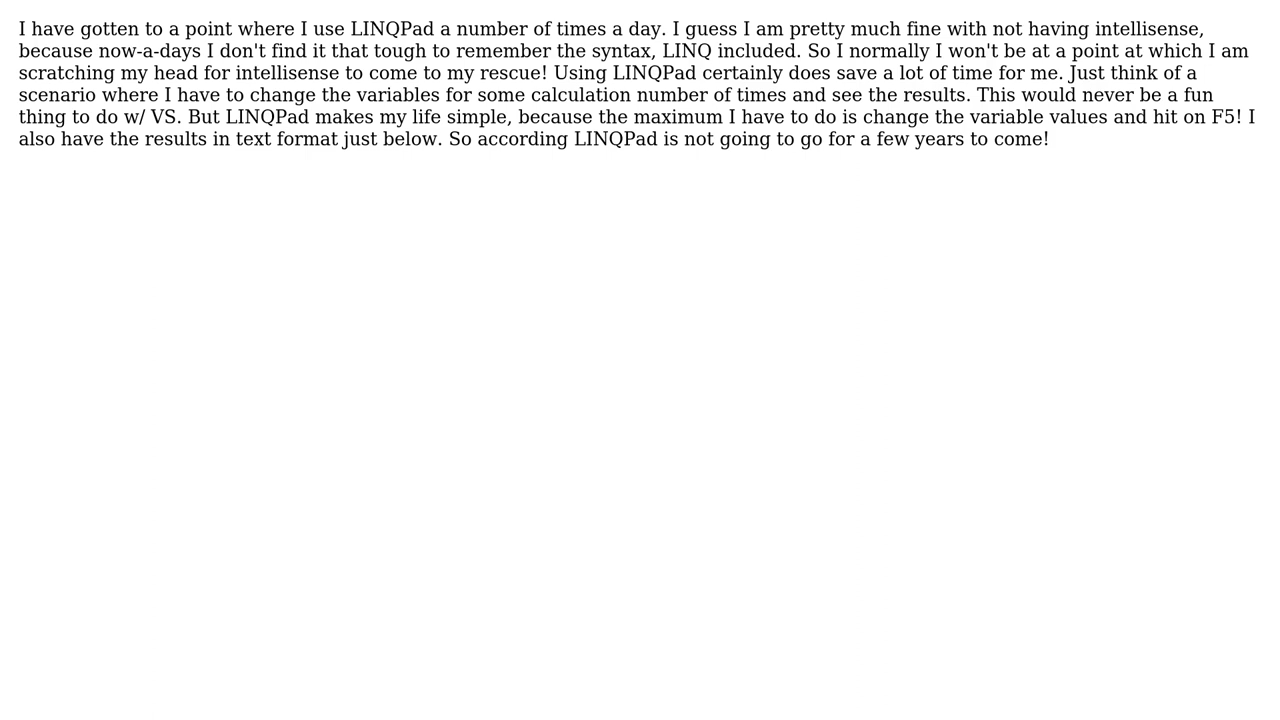 I have gotten to a point where I use LINQPad a number of times a day. I guess I am pretty much fine with not having intellisense,
because now-a-days I don't find it that tough to remember the syntax, LINQ included. So I normally I won't be at a point at which I am
scratching my head for intellisense to come to my rescue! Using LINQPad certainly does save a lot of time for me. Just think of a
scenario where I have to change the variables for some calculation number of times and see the results. This would never be a fun
thing to do w/ VS. But LINQPad makes my life simple, because the maximum I have to do is change the variable values and hit on F5! I
also have the results in text format just below. So according LINQPad is not going to go for a few years to come!